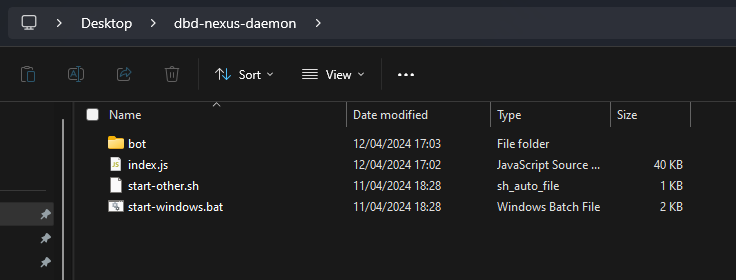 Desktop > dbd-nexus-daemon >
Sort View ...
Name Date modified Type Size
bot 12/04/2024 17:03 File folder
JS index.js 12/04/2024 17:02 JavaScript Source ... 40 KB
start-other.sh 11/04/2024 18:28 sh_auto_file 1 KB
start-windows.bat 11/04/2024 18:28 Windows Batch File 2 KB